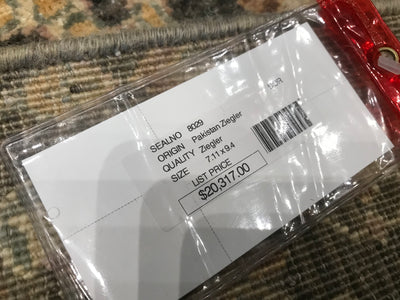 SEALNO 8029
ORIGIN Pakistan Ziegler
QUALITY Ziegler
SIZE 7.11 x 9.4
LIST PRICE
$20,317.00